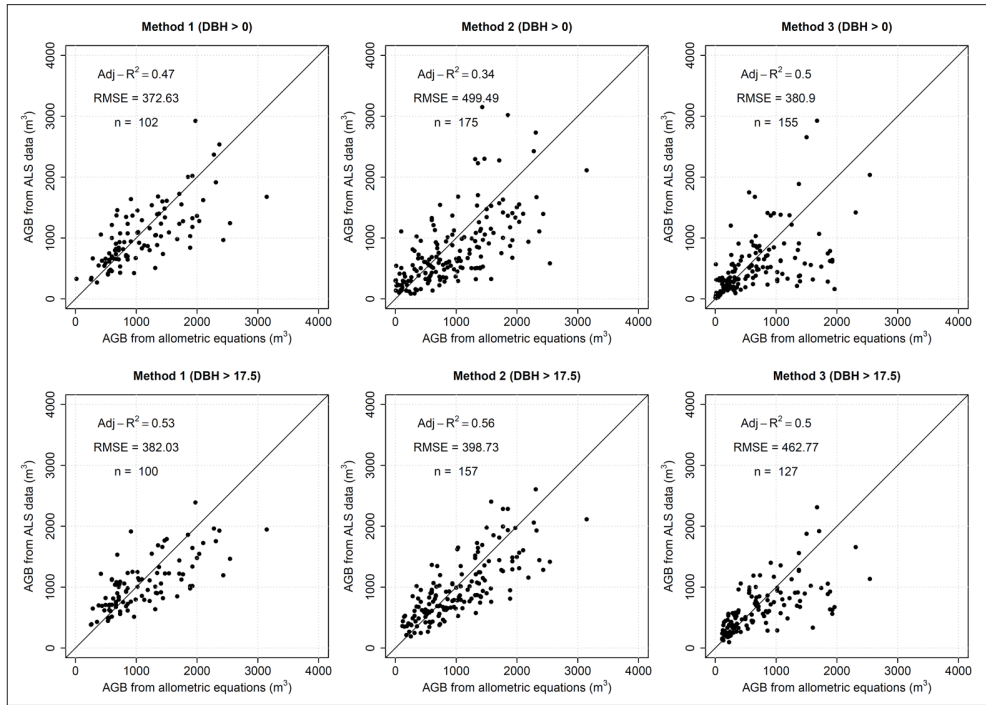 Method 1 (DBH > 0)
Adj − R² = 0.47
RMSE = 372.63
n = 102
AGB from ALS data (m³)
0 1000 2000 3000 4000
0 1000 2000 3000 4000
AGB from allometric equations (m³)
Method 2 (DBH > 0)
Adj − R² = 0.34
RMSE = 499.49
n = 175
AGB from ALS data (m³)
0 1000 2000 3000 4000
0 1000 2000 3000 4000
AGB from allometric equations (m³)
Method 3 (DBH > 0)
Adj − R² = 0.5
RMSE = 380.9
n = 155
AGB from ALS data (m³)
0 1000 2000 3000 4000
0 1000 2000 3000 4000
AGB from allometric equations (m³)
Method 1 (DBH > 17.5)
Adj − R² = 0.53
RMSE = 382.03
n = 100
AGB from ALS data (m³)
0 1000 2000 3000 4000
0 1000 2000 3000 4000
AGB from allometric equations (m³)
Method 2 (DBH > 17.5)
Adj − R² = 0.56
RMSE = 398.73
n = 157
AGB from ALS data (m³)
0 1000 2000 3000 4000
0 1000 2000 3000 4000
AGB from allometric equations (m³)
Method 3 (DBH > 17.5)
Adj − R² = 0.5
RMSE = 462.77
n = 127
AGB from ALS data (m³)
0 1000 2000 3000 4000
0 1000 2000 3000 4000
AGB from allometric equations (m³)